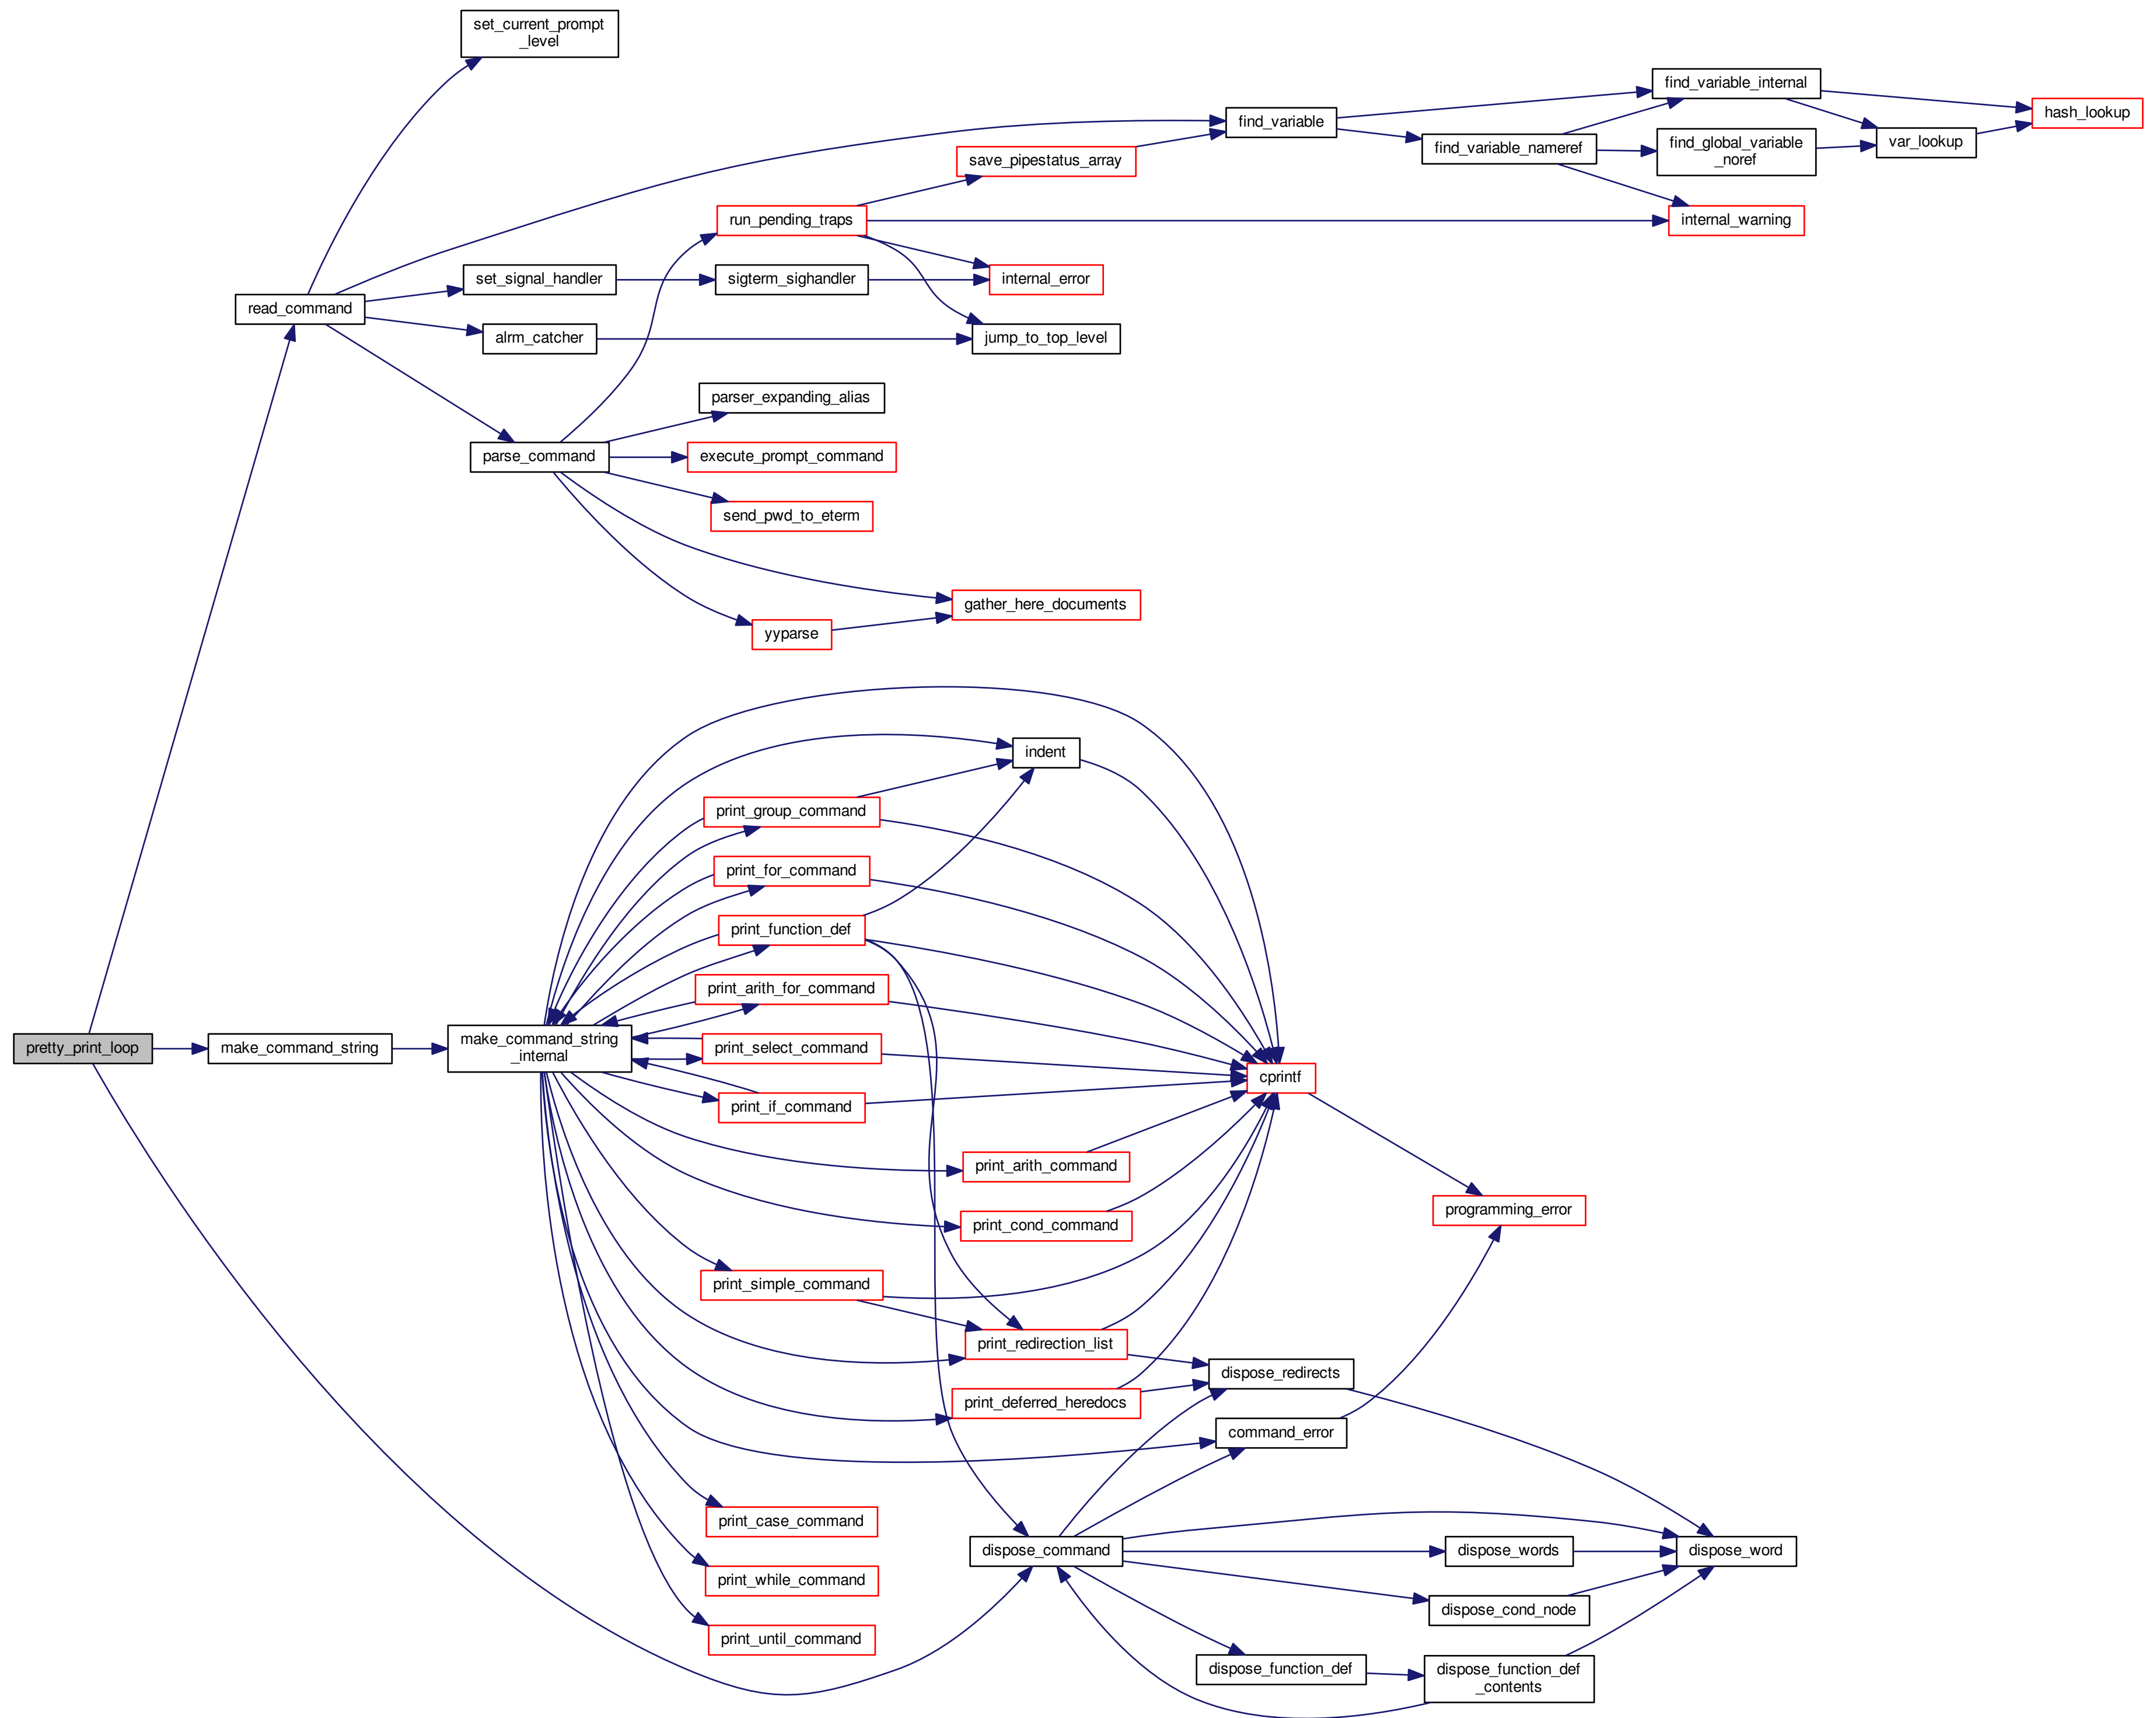 set_current_prompt
_level
find_variable_internal
hash_lookup
find_variable
find_variable_nameref
find_global_variable
_noref
var_lookup
save_pipestatus_array
run_pending_traps
internal_warning
set_signal_handler
sigterm_sighandler
internal_error
read_command
alrm_catcher
jump_to_top_level
parser_expanding_alias
parse_command
execute_prompt_command
send_pwd_to_eterm
gather_here_documents
yyparse
indent
print_group_command
print_for_command
print_function_def
print_arith_for_command
pretty_print_loop
make_command_string
make_command_string
_internal
print_select_command
cprintf
print_if_command
print_arith_command
programming_error
print_cond_command
print_simple_command
print_redirection_list
dispose_redirects
print_deferred_heredocs
command_error
print_case_command
dispose_command
dispose_words
dispose_word
print_while_command
dispose_cond_node
print_until_command
dispose_function_def
dispose_function_def
_contents